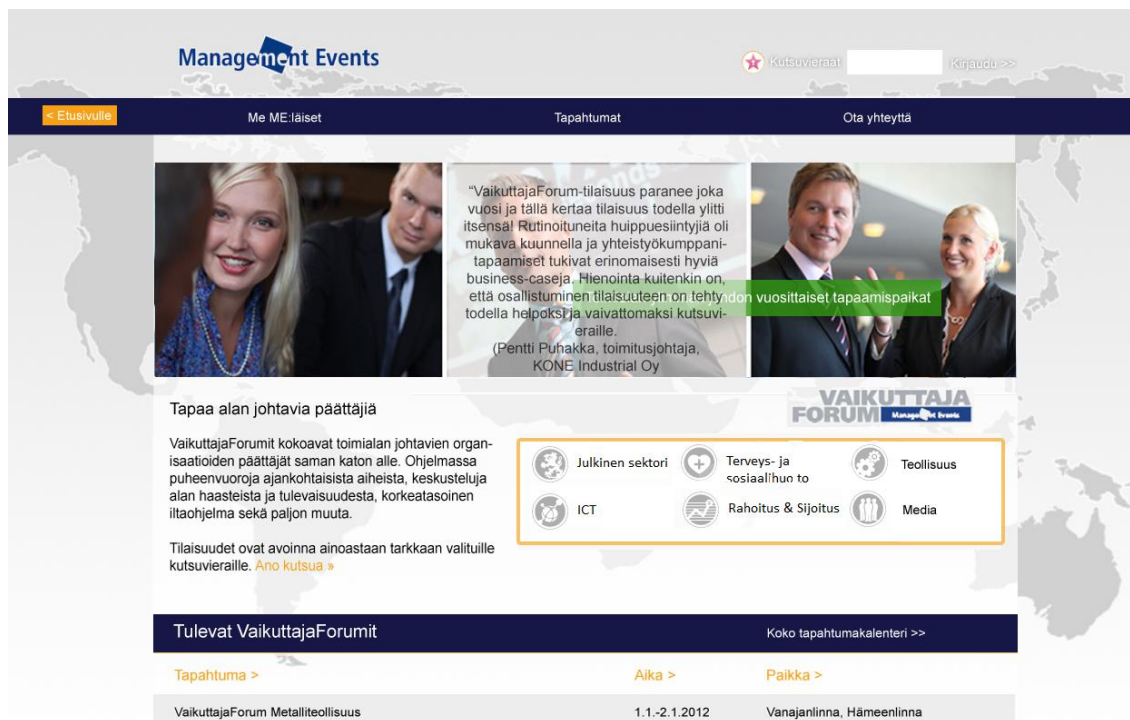 Management Events
Kutsuvieraat
Kirjaudu >>
< Etusivulle
Me ME:läiset
Tapahtumat
Ota yhteyttä
“VaikuttajaForum-tilaisuus paranee joka
vuosi ja tällä kertaa tilaisuus todella ylitti
itsensä! Rutinoituneita huippuesiintyjiä oli
mukava kuunnella ja yhteistyökumppani-
tapaamiset tukivat erinomaisesti hyviä
business-caseja. Hienointa kuitenkin on,
että osallistuminen tilaisuuteen on tehty
todella helpoksi ja vaivattomaksi kutsuvi-
eraille.
(Pentti Puhakka, toimitusjohtaja,
KONE Industrial Oy
vuosittaiset tapaamispaikat
Tapaa alan johtavia päättäjiä
VAIKUTTAJA
FORUM Management Events
VaikuttajaForumit kokoavat toimialan johtavien organ-
isaatioiden päättäjät saman katon alle. Ohjelmassa
puheenvuoroja ajankohtaisista aiheista, keskusteluja
alan haasteista ja tulevaisuudesta, korkeatasoinen
iltaohjelma sekä paljon muuta.
Tilaisuudet ovat avoinna ainoastaan tarkkaan valituille
kutsuvieraille. Ano kutsua »
Julkinen sektori
Terveys- ja
sosiaalihuo to
Teollisuus
ICT
Rahoitus & Sijoitus
Media
Tulevat VaikuttajaForumit
Koko tapahtumakalenteri >>
Tapahtuma >
Aika >
Paikka >
VaikuttajaForum Metalliteollisuus
1.1.-2.1.2012
Vanajanlinna, Hämeenlinna